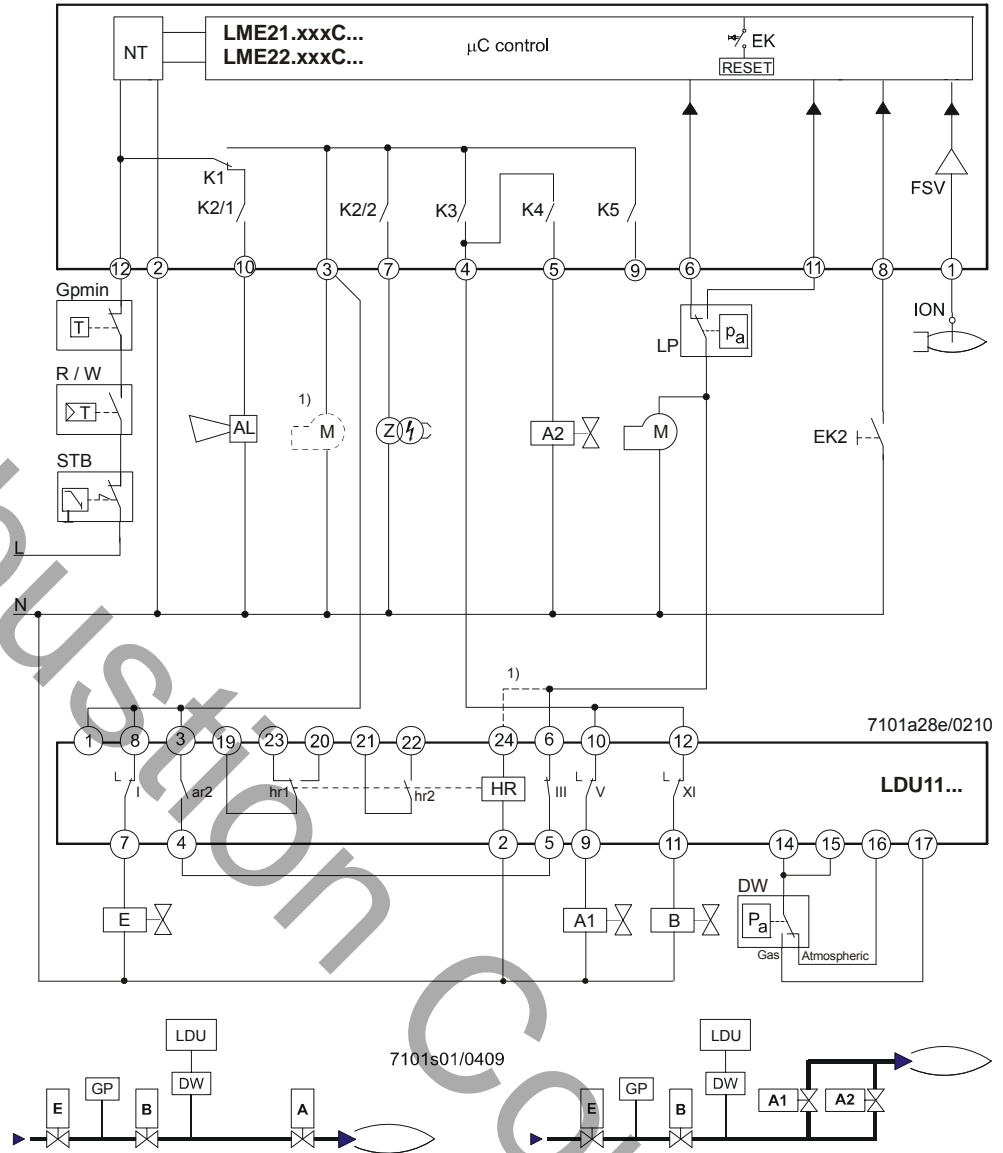 NT
LME21.xxxC...
LME22.xxxC...
µC control
EK
RESET
FSV
K1
K2/1
K2/2
K3
K4
K5
12 2 10 3 7 4 5 9 6 11 8 1
Gpmin
T
R / W
T
STB
L
N
AL
1)
M
Z
A2
LP
Pa
M
EK2
ION
1)
7101a28e/0210
1 8 3 19 23 20 21 22 24 6 10 12
LDU11...
I ar2 hr1 hr2 HR III V XI
7 4 2 5 9 11 14 15 16 17
E
A1
B
DW
Pa
Gas
Atmospheric
7101s01/0409
LDU
GP
DW
E
B
A
LDU
GP
DW
E
B
A1
A2
bustion Co